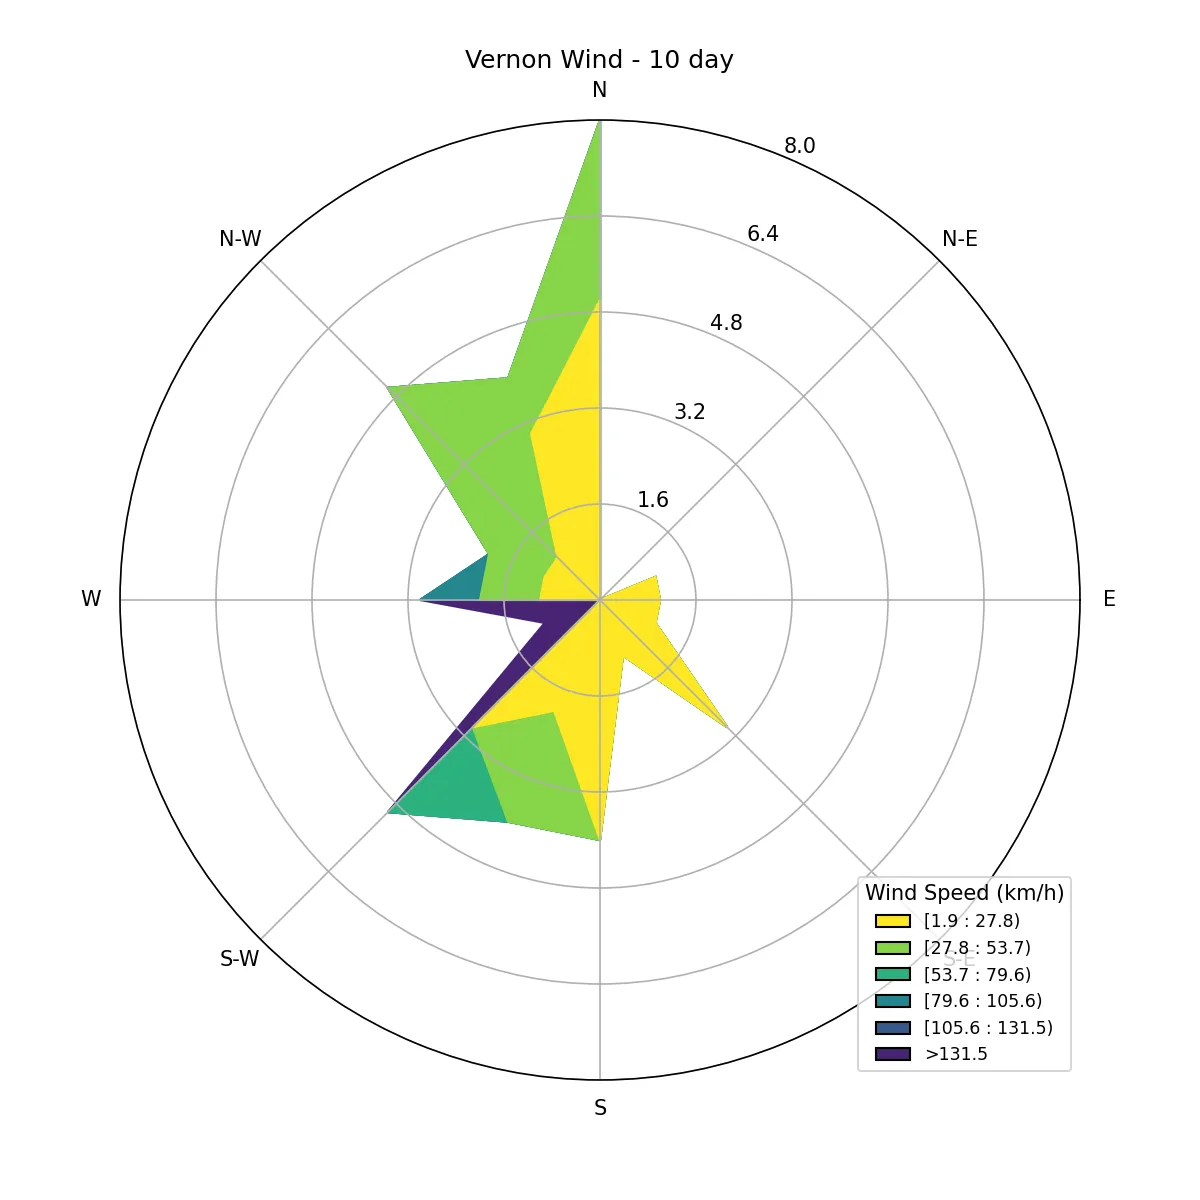 Vernon Wind - 10 day
N
8.0
N-W
N-E
6.4
4.8
3.2
1.6
W
E
S-W
S-E
S
Wind Speed (km/h)
[1.9 : 27.8)
[27.8 : 53.7)
[53.7 : 79.6)
[79.6 : 105.6)
[105.6 : 131.5)
>131.5